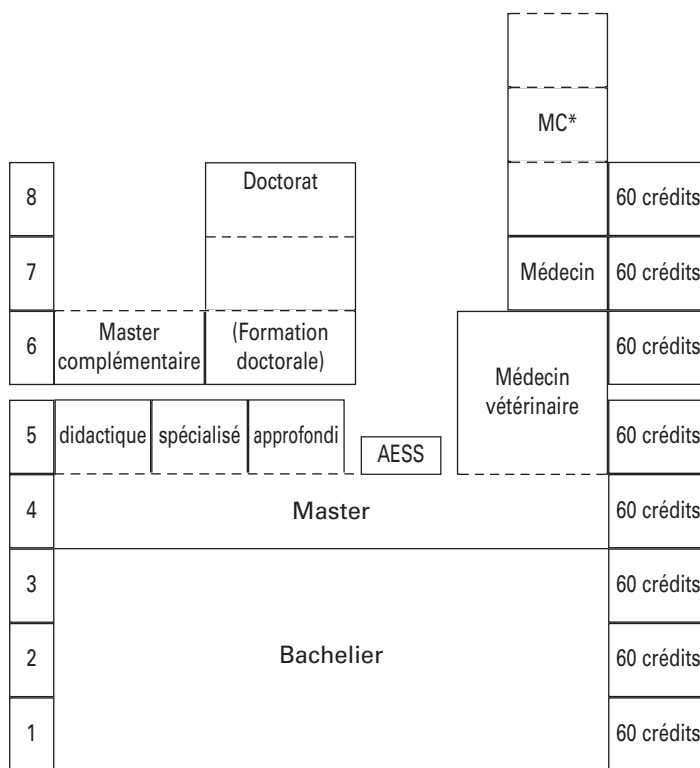 MC*
8
Doctorat
60 crédits
7
Médecin
60 crédits
6
Master
complémentaire
(Formation
doctorale)
Médecin
vétérinaire
60 crédits
5
didactique
spécialisé
approfondi
AESS
60 crédits
4
Master
60 crédits
3
60 crédits
2
Bachelier
60 crédits
1
60 crédits